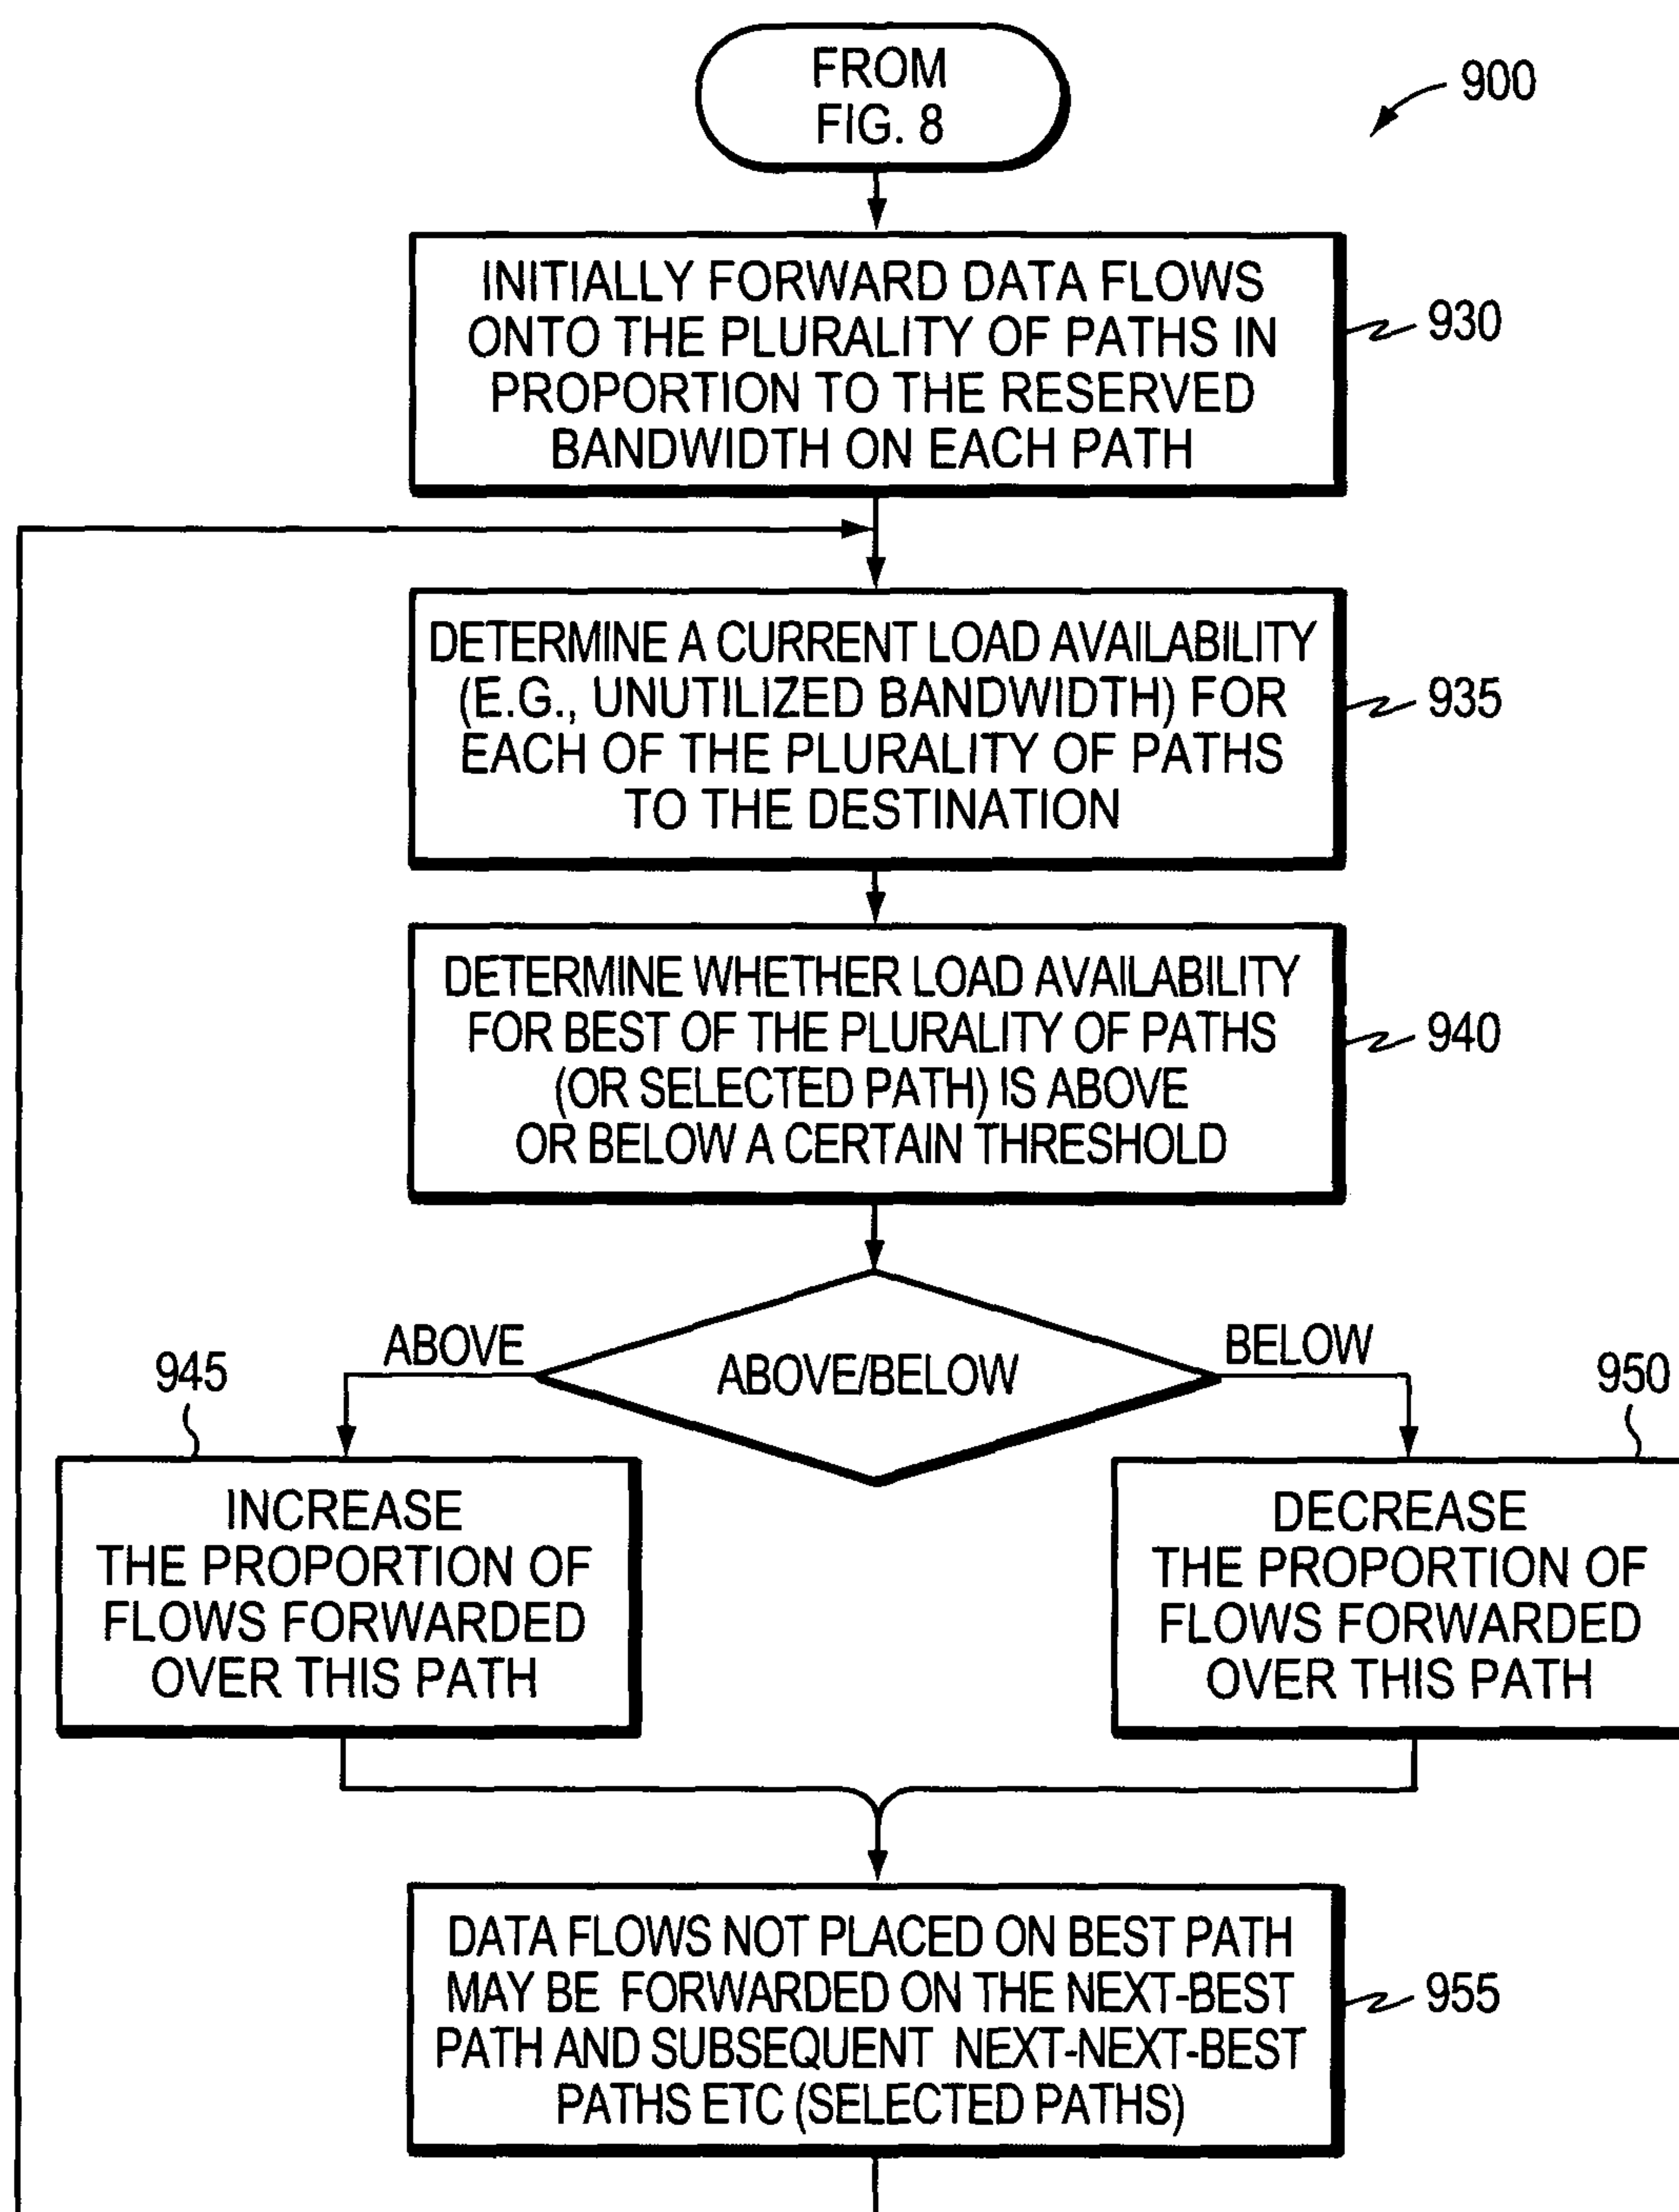 FROM
FIG. 8
900
INITIALLY FORWARD DATA FLOWS
ONTO THE PLURALITY OF PATHS IN
PROPORTION TO THE RESERVED
BANDWIDTH ON EACH PATH
930
DETERMINE A CURRENT LOAD AVAILABILITY
(E.G., UNUTILIZED BANDWIDTH) FOR
EACH OF THE PLURALITY OF PATHS
TO THE DESTINATION
935
DETERMINE WHETHER LOAD AVAILABILITY
FOR BEST OF THE PLURALITY OF PATHS
(OR SELECTED PATH) IS ABOVE
OR BELOW A CERTAIN THRESHOLD
940
ABOVE
ABOVE/BELOW
BELOW
945
INCREASE
THE PROPORTION OF
FLOWS FORWARDED
OVER THIS PATH
950
DECREASE
THE PROPORTION OF
FLOWS FORWARDED
OVER THIS PATH
DATA FLOWS NOT PLACED ON BEST PATH
MAY BE FORWARDED ON THE NEXT-BEST
PATH AND SUBSEQUENT NEXT-NEXT-BEST
PATHS ETC (SELECTED PATHS)
955